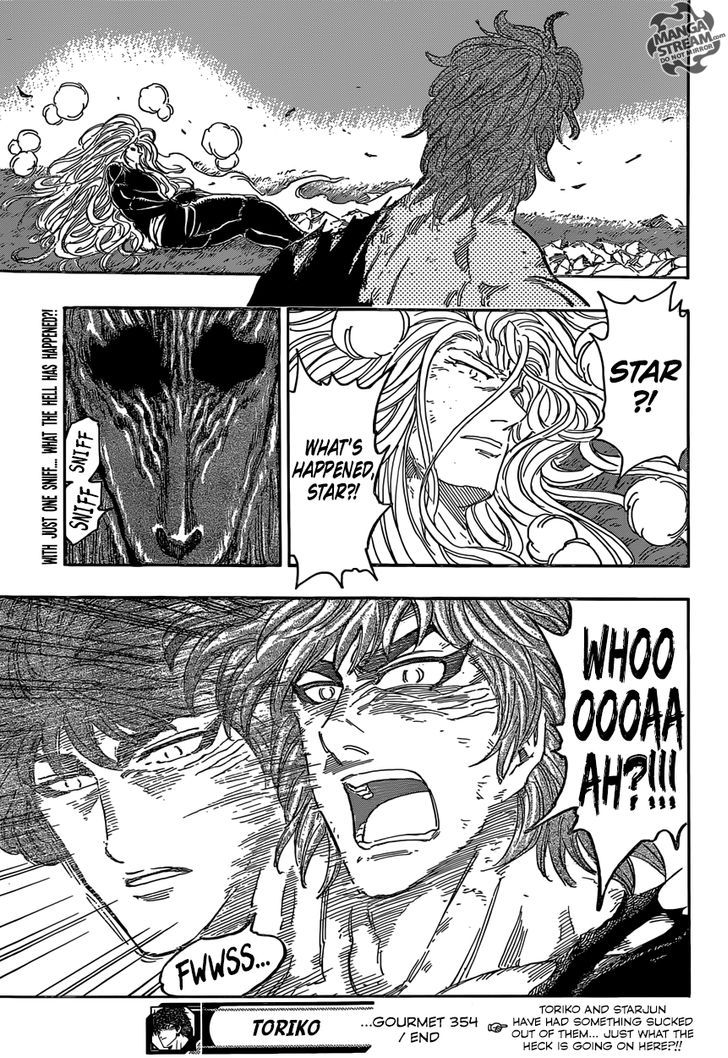 MANGA
STREAM.com
DO NOT MIRROR
STAR
?!
WHAT'S
HAPPENED,
STAR?!
SNIFF
SNIFF
WITH JUST ONE SNIFF... WHAT THE HELL HAS HAPPENED?!
WHOO
OOOAA
AH?!!!
FWWSS...
TORIKO
...GOURMET 354
/ END
☞
TORIKO AND STARJUN
HAVE HAD SOMETHING SUCKED
OUT OF THEM... JUST WHAT THE
HECK IS GOING ON HERE?!!